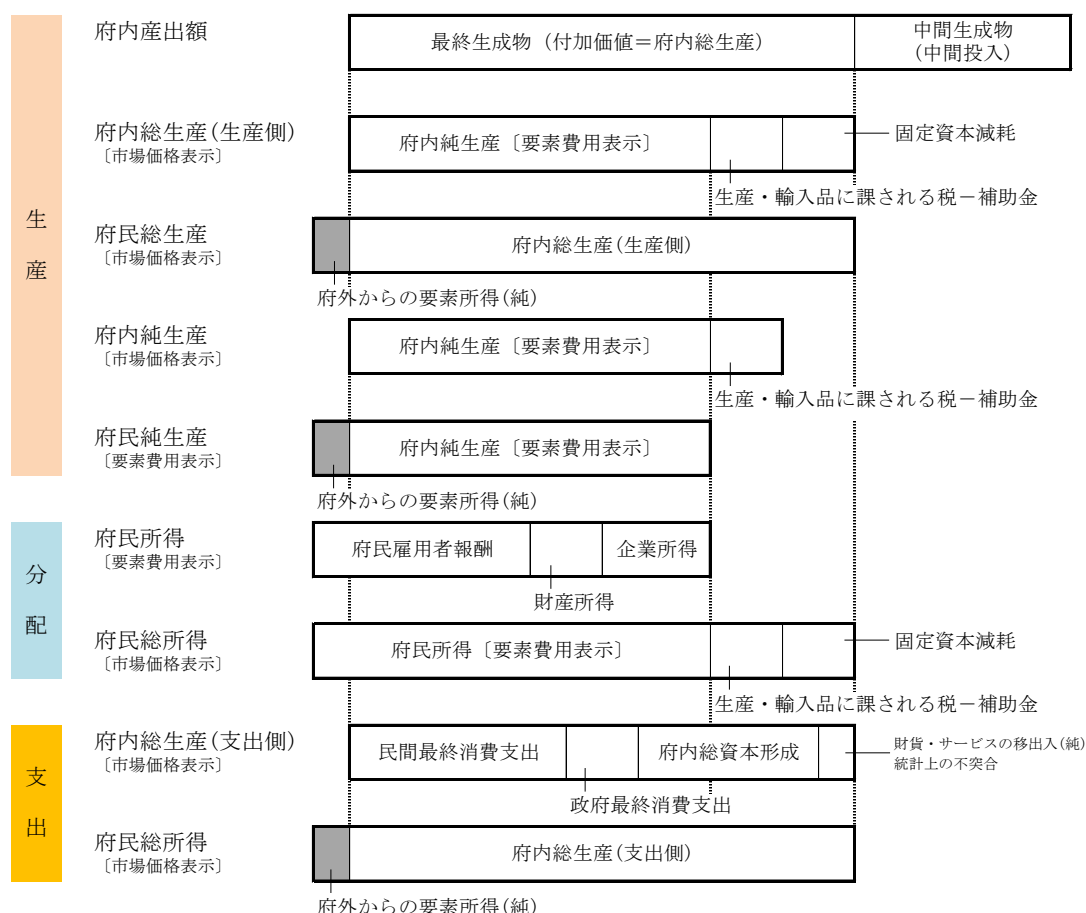 生産
府内産出額
最終生成物（付加価値＝府内総生産）
中間生成物
(中間投入)
府内総生産(生産側)
〔市場価格表示〕
府内純生産〔要素費用表示〕
固定資本減耗
生産・輸入品に課される税－補助金
府民総生産
〔市場価格表示〕
府内総生産(生産側)
府外からの要素所得(純)
府内純生産
〔市場価格表示〕
府内純生産〔要素費用表示〕
生産・輸入品に課される税－補助金
府民純生産
〔要素費用表示〕
府内純生産〔要素費用表示〕
府外からの要素所得(純)
分配
府民所得
〔要素費用表示〕
府民雇用者報酬
企業所得
財産所得
府民総所得
〔市場価格表示〕
府民所得〔要素費用表示〕
固定資本減耗
生産・輸入品に課される税－補助金
支出
府内総生産(支出側)
〔市場価格表示〕
民間最終消費支出
府内総資本形成
財貨・サービスの移出入(純)
統計上の不突合
政府最終消費支出
府民総所得
〔市場価格表示〕
府内総生産(支出側)
府外からの要素所得(純)